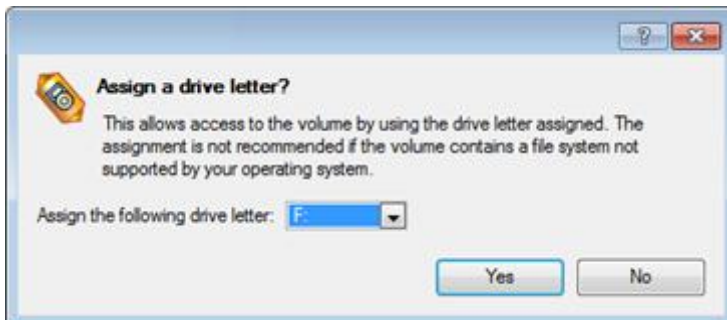 Assign a drive letter?
This allows access to the volume by using the drive letter assigned. The
assignment is not recommended if the volume contains a file system not
supported by your operating system.
Assign the following drive letter: F:
Yes No